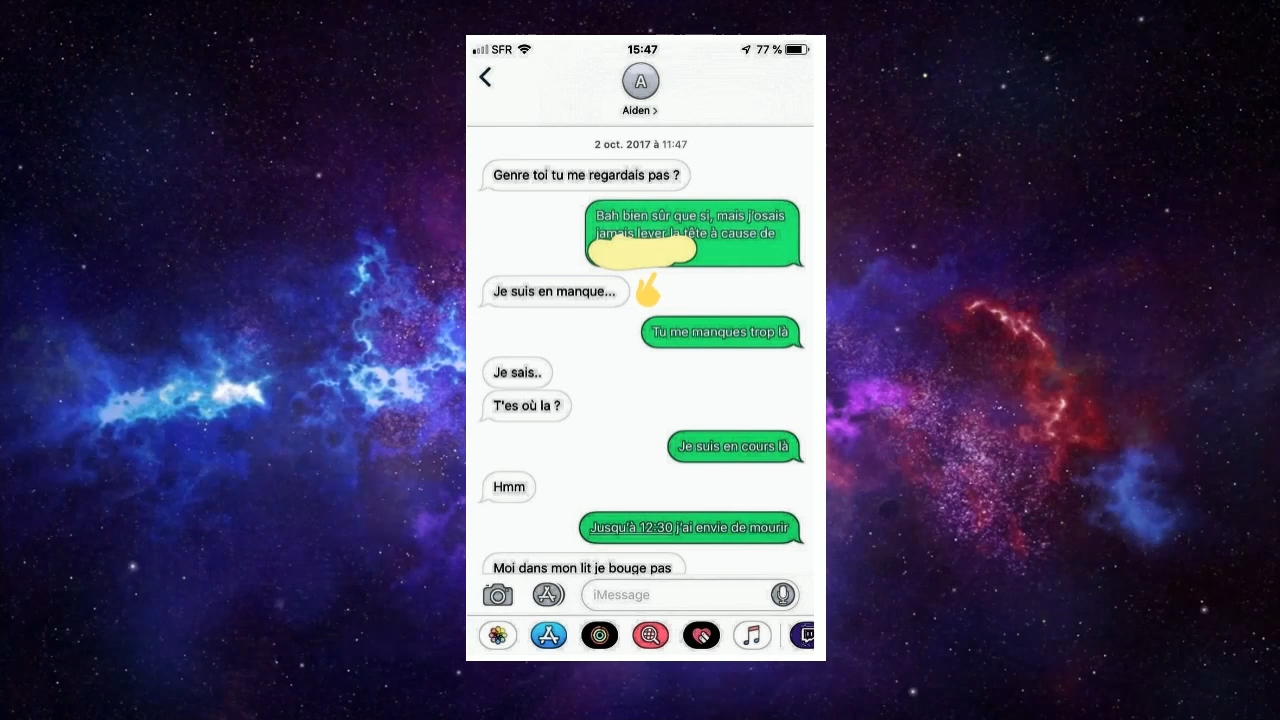 SFR 15:47 77 %
A
Aiden >
2 oct. 2017 à 11:47
Genre toi tu me regardais pas ?
Bah bien sûr que si, mais j'osais
jamais lever la tête à cause de
Je suis en manque...
Tu me manques trop là
Je sais..
T'es où la ?
Je suis en cours là
Hmm
Jusqu'à 12:30 j'ai envie de mourir
Moi dans mon lit je bouge pas
iMessage